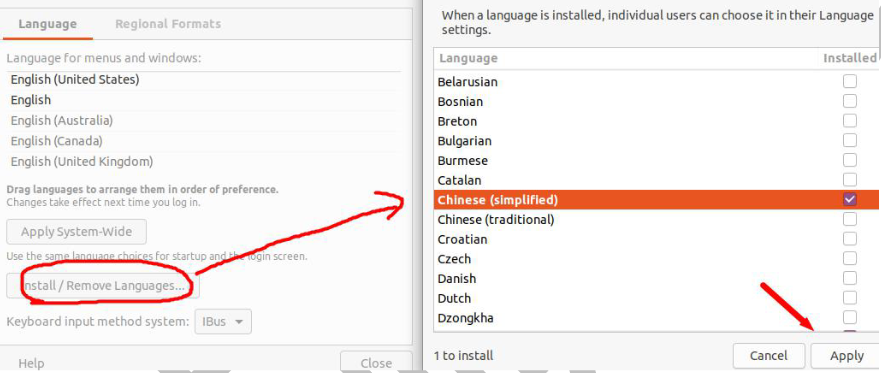 Language Regional Formats
Language for menus and windows:
English (United States)
English
English (Australia)
English (Canada)
English (United Kingdom)
Drag languages to arrange them in order of preference.
Changes take effect next time you log in.
Apply System-Wide
Use the same language choices for startup and the login screen.
Install / Remove Languages...
Keyboard input method system: IBus
Help Close
When a language is installed, individual users can choose it in their Language
settings.
Language Installed
Belarusian
Bosnian
Breton
Bulgarian
Burmese
Catalan
Chinese (simplified)
Chinese (traditional)
Croatian
Czech
Danish
Dutch
Dzongkha
1 to install Cancel Apply